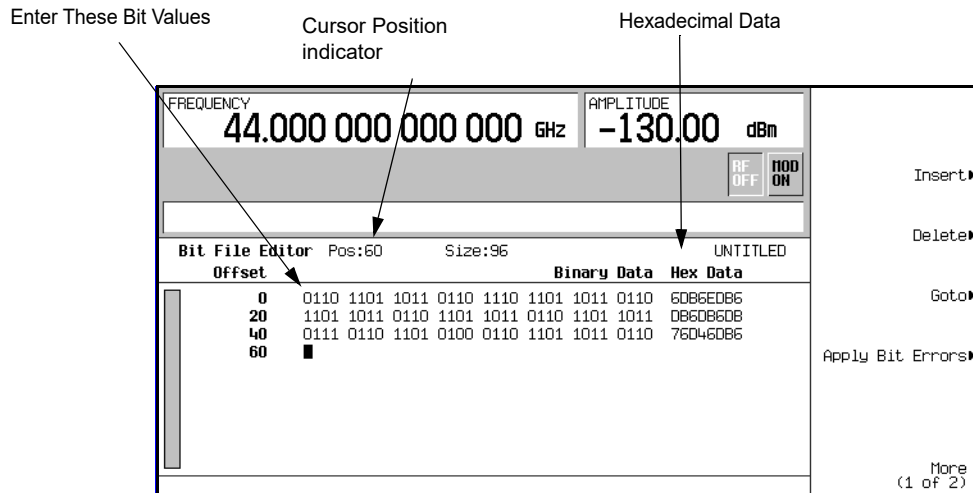 Enter These Bit Values
Cursor Position
indicator
Hexadecimal Data
FREQUENCY
44.000 000 000 000 GHz
AMPLITUDE
-130.00 dBm
RF
OFF
MOD
ON
Insert
Delete
Goto
Apply Bit Errors
More
(1 of 2)
Bit File Editor Pos:60 Size:96 UNTITLED
Offset Binary Data Hex Data
0 0110 1101 1011 0110 1110 1101 1011 0110 6DB6EDB6
20 1101 1011 0110 1101 1011 0110 1101 1011 DB6DB6DB
40 0111 0110 1101 0100 0110 1101 1011 0110 76D46DB6
60